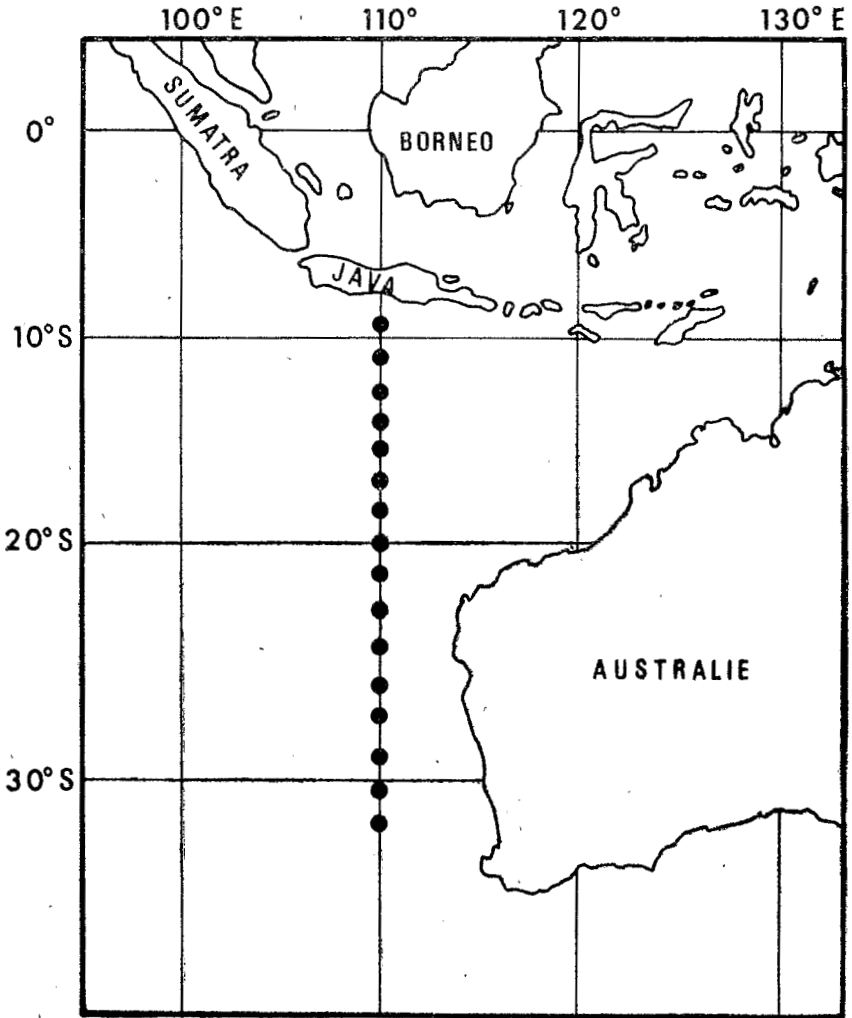 100° E 110° 120° 130° E
SUMATRA
0°
BORNEO
JAVA
10° S
20° S
AUSTRALIE
30° S